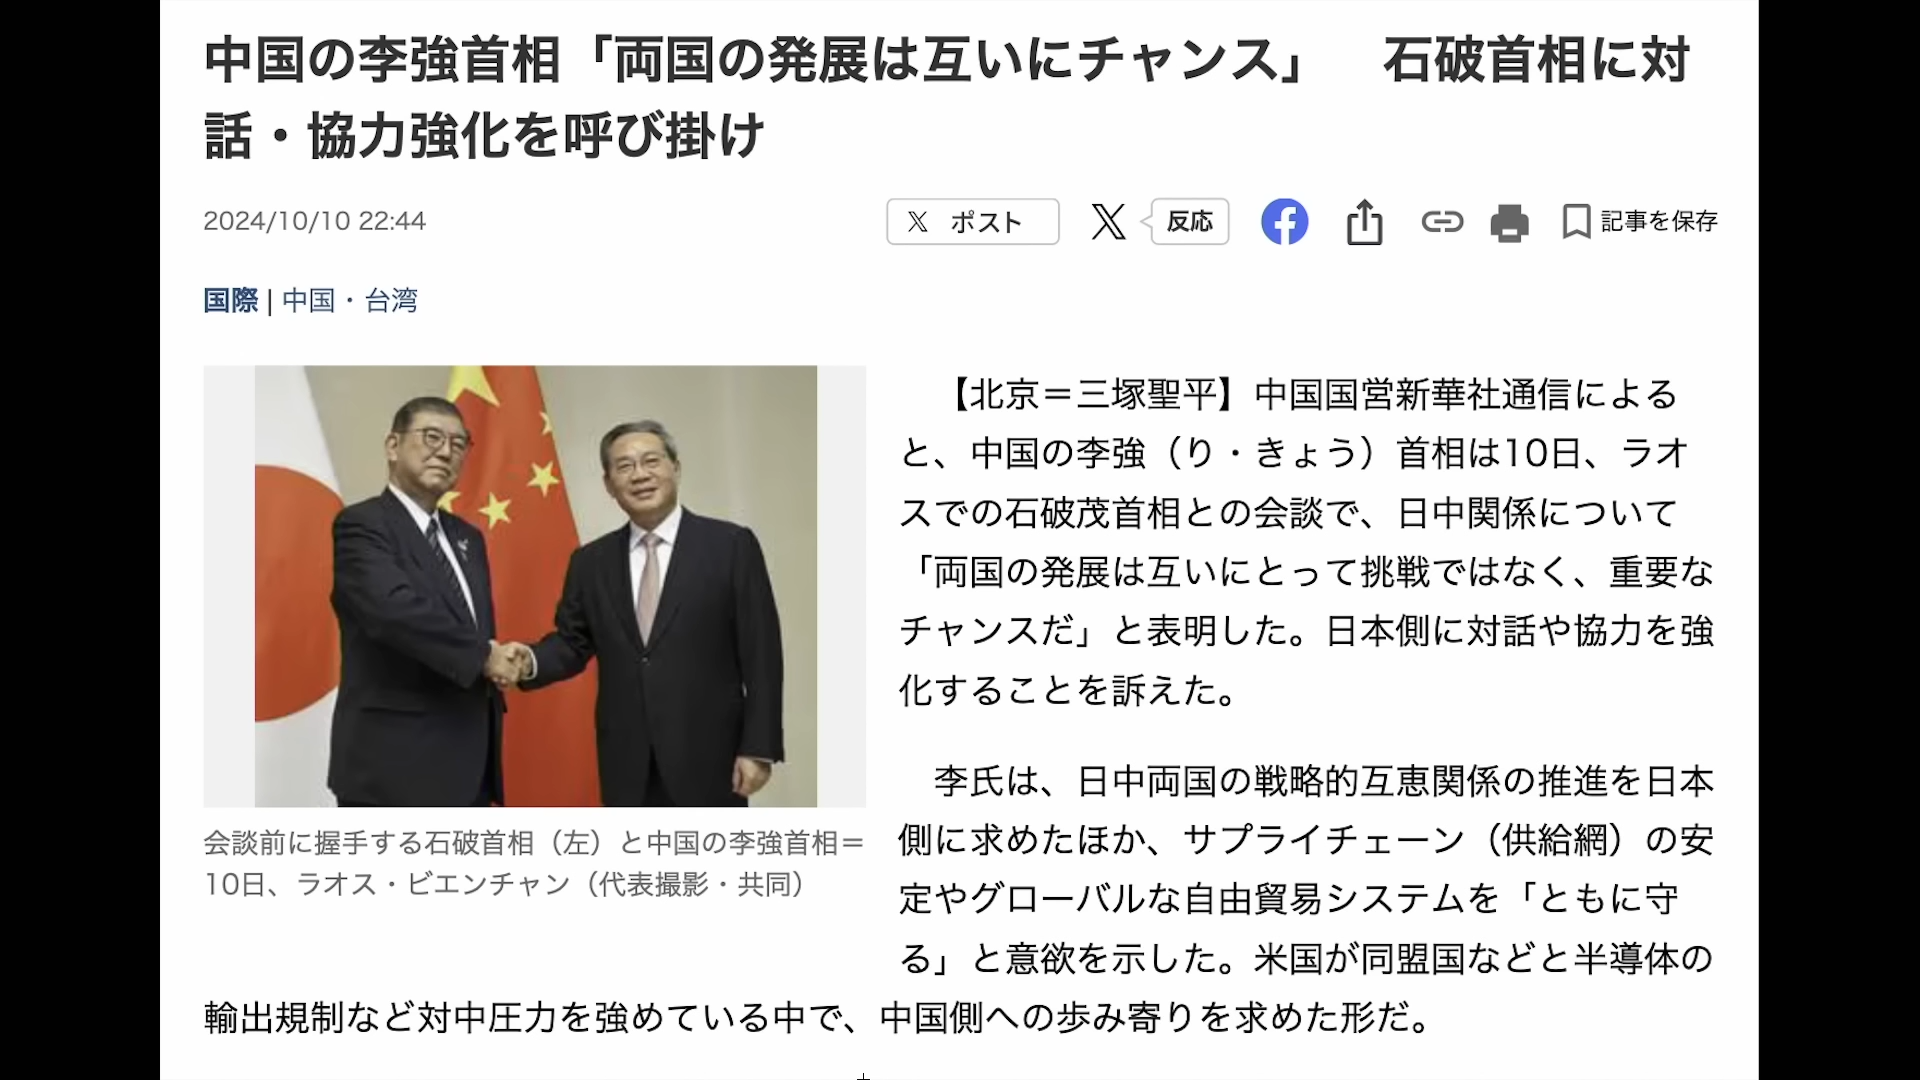 中国の李強首相「両国の発展は互いにチャンス」　石破首相に対
話・協力強化を呼び掛け
2024/10/10 22:44
X ポスト X 反応 記事を保存
国際 | 中国・台湾
【北京＝三塚聖平】中国国営新華社通信による
と、中国の李強（り・きょう）首相は10日、ラオ
スでの石破茂首相との会談で、日中関係について
「両国の発展は互いにとって挑戦ではなく、重要な
チャンスだ」と表明した。日本側に対話や協力を強
化することを訴えた。
李氏は、日中両国の戦略的互恵関係の推進を日本
側に求めたほか、サプライチェーン（供給網）の安
定やグローバルな自由貿易システムを「ともに守
る」と意欲を示した。米国が同盟国などと半導体の
輸出規制など対中圧力を強めている中で、中国側への歩み寄りを求めた形だ。
会談前に握手する石破首相（左）と中国の李強首相＝
10日、ラオス・ビエンチャン（代表撮影・共同）